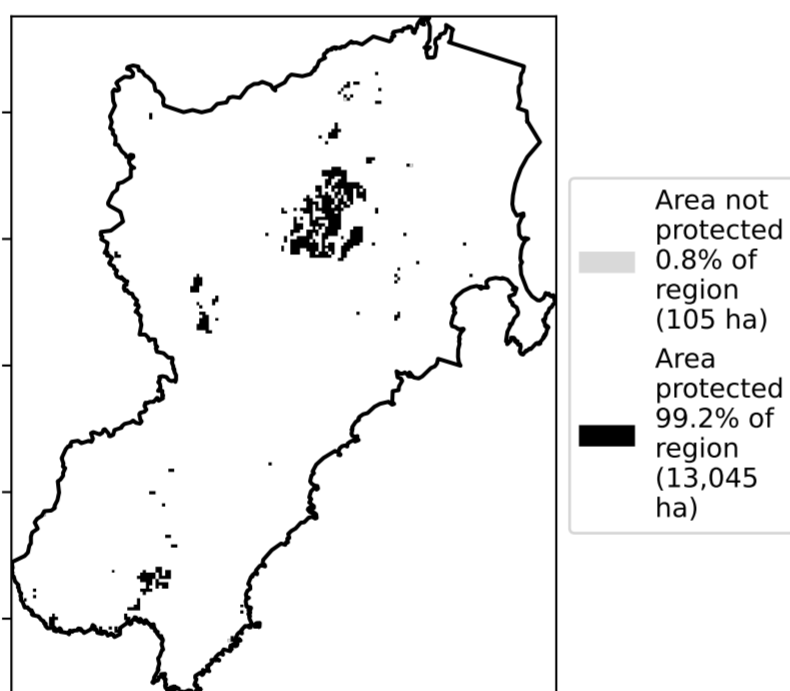 Area not
protected
0.8% of
region
(105 ha)
Area
protected
99.2% of
region
(13,045
ha)